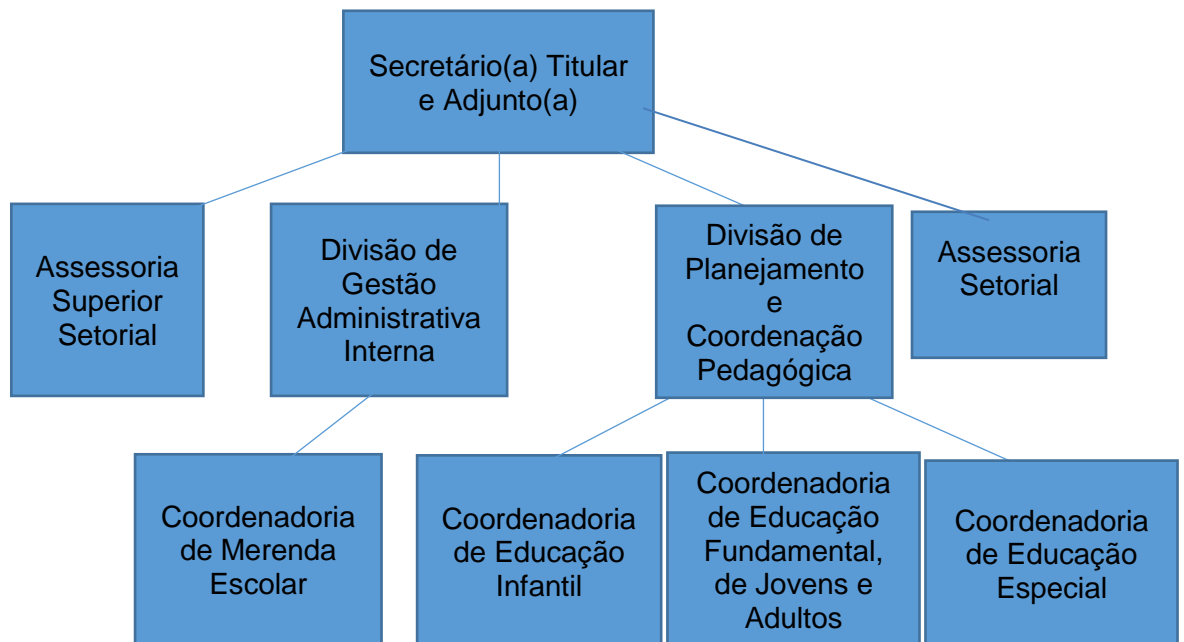 Secretário(a) Titular
e Adjunto(a)
Assessoria
Superior
Setorial
Divisão de
Gestão
Administrativa
Interna
Divisão de
Planejamento
e
Coordenação
Pedagógica
Assessoria
Setorial
Coordenadoria
de Merenda
Escolar
Coordenadoria
de Educação
Infantil
Coordenadoria
de Educação
Fundamental,
de Jovens e
Adultos
Coordenadoria
de Educação
Especial